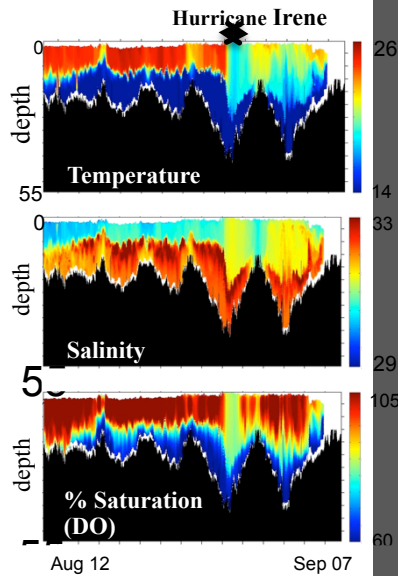 Hurricane Irene
0
26
depth
Temperature
55
14
0
33
depth
Salinity
29
105
depth
% Saturation
(DO)
60
Aug 12
Sep 07